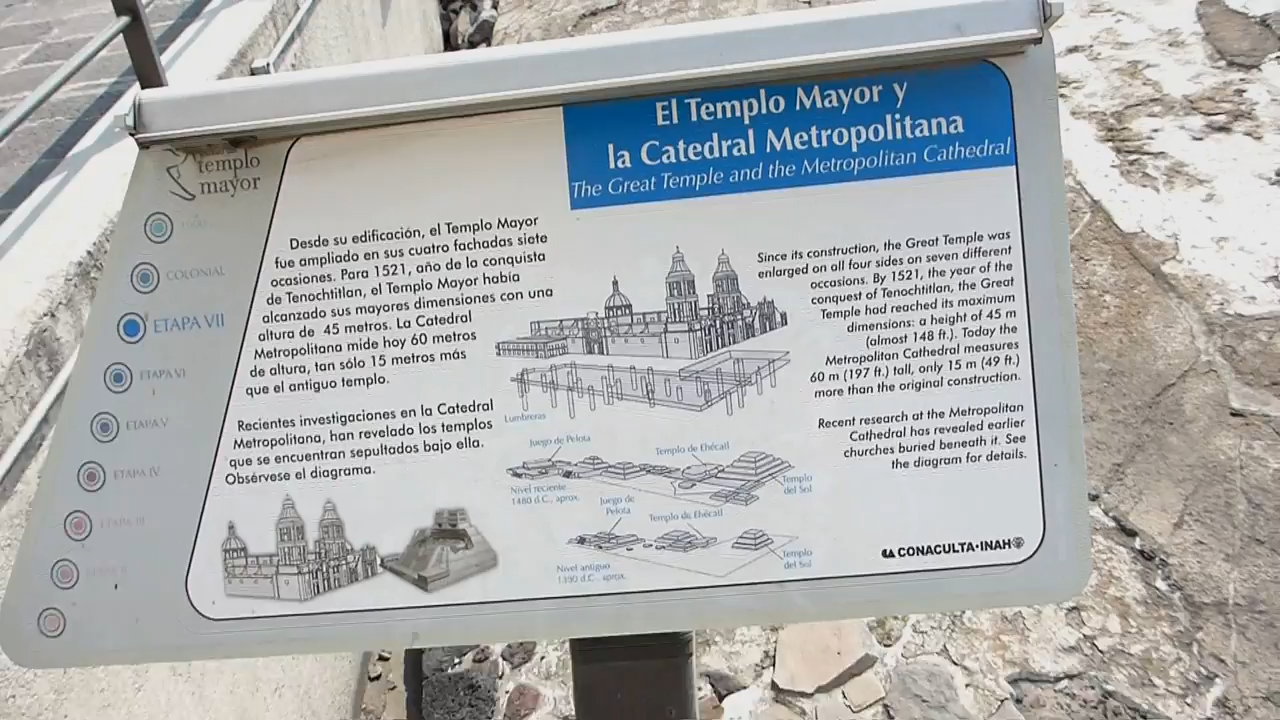 El Templo Mayor y
la Catedral Metropolitana
The Great Temple and the Metropolitan Cathedral
templo
mayor
COLONIAL
ETAPA VII
ETAPA VI
ETAPA V
ETAPA IV
ETAPA III
Desde su edificación, el Templo Mayor
fue ampliado en sus cuatro fachadas siete
ocasiones. Para 1521, año de la conquista
de Tenochtitlan, el Templo Mayor había
alcanzado sus mayores dimensiones con una
altura de 45 metros. La Catedral
Metropolitana mide hoy 60 metros
de altura, tan sólo 15 metros más
que el antiguo templo.
Recientes investigaciones en la Catedral
Metropolitana, han revelado los templos
que se encuentran sepultados bajo ella.
Obsérvese el diagrama.
Lumbreras
Juego de Pelota
Templo de Ehécatl
Templo
del Sol
Nivel reciente
1480 d.C., aprox.
Juego de
Pelota
Templo de Ehécatl
Templo
del Sol
Nivel antiguo
1390 d.C., aprox.
Since its construction, the Great Temple was
enlarged on all four sides on seven different
occasions. By 1521, the year of the
conquest of Tenochtitlan, the Great
Temple had reached its maximum
dimensions: a height of 45 m
(almost 148 ft.). Today the
Metropolitan Cathedral measures
60 m (197 ft.) tall, only 15 m (49 ft.)
more than the original construction.
Recent research at the Metropolitan
Cathedral has revealed earlier
churches buried beneath it. See
the diagram for details.
CONACULTA·INAH